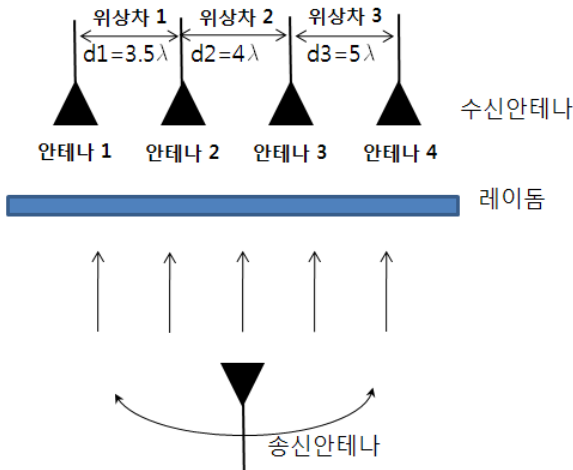 위상차 1 위상차 2 위상차 3
d1=3.5λ d2=4λ d3=5λ
수신안테나
안테나 1 안테나 2 안테나 3 안테나 4
레이돔
송신안테나